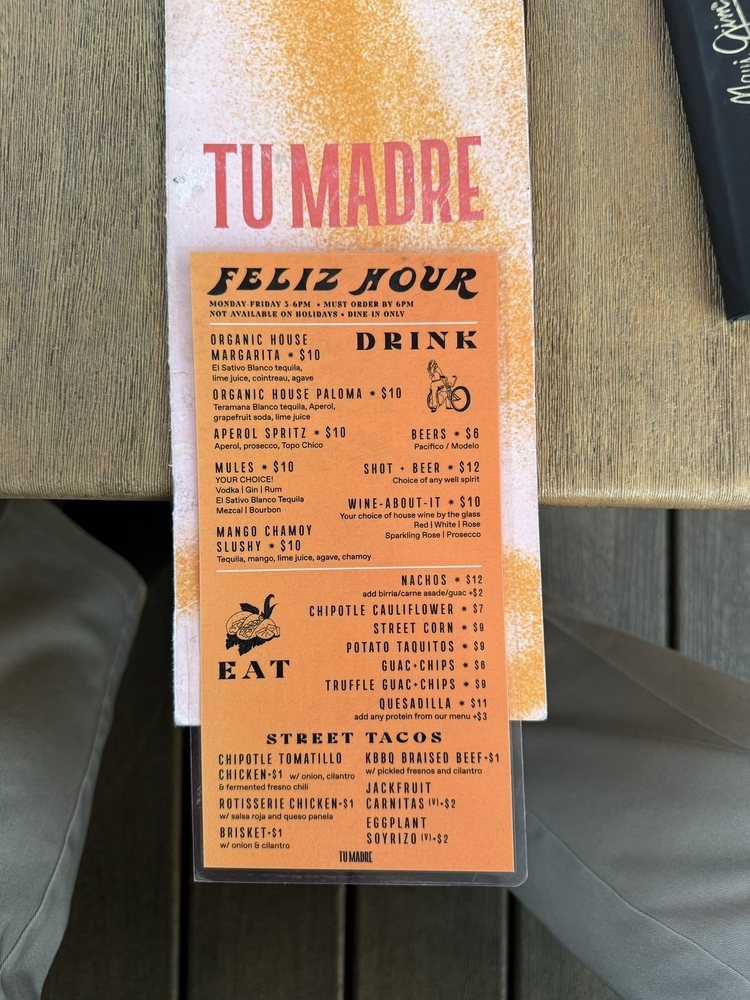 Maui Jim
TU MADRE
FELIZ HOUR
MONDAY-FRIDAY 3-6PM • MUST ORDER BY 6PM
NOT AVAILABLE ON HOLIDAYS • DINE IN ONLY
DRINK
ORGANIC HOUSE
MARGARITA * $10
El Sativo Blanco tequila,
lime juice, cointreau, agave
ORGANIC HOUSE PALOMA * $10
Teramana Blanco tequila, Aperol,
grapefruit soda, lime juice
APEROL SPRITZ * $10
Aperol, prosecco, Topo Chico
MULES * $10
YOUR CHOICE!
Vodka | Gin | Rum
El Sativo Blanco Tequila
Mezcal | Bourbon
MANGO CHAMOY
SLUSHY * $10
Tequila, mango, lime juice, agave, chamoy
BEERS * $6
Pacifico / Modelo
SHOT + BEER * $12
Choice of any well spirit
WINE-ABOUT-IT * $10
Your choice of house wine by the glass
Red | White | Rose
Sparkling Rose | Prosecco
EAT
NACHOS * $12
add birria/carne asade/guac +$2
CHIPOTLE CAULIFLOWER * $7
STREET CORN * $9
POTATO TAQUITOS * $9
GUAC+CHIPS * $6
TRUFFLE GUAC+CHIPS * $9
QUESADILLA * $11
add any protein from our menu +$3
STREET TACOS
CHIPOTLE TOMATILLO
CHICKEN*$1 w/ onion, cilantro
& fermented fresno chili
ROTISSERIE CHICKEN*$1
w/ salsa roja and queso panela
BRISKET*$1
w/ onion & cilantro
KBBQ BRAISED BEEF*$1
w/ pickled fresnos and cilantro
JACKFRUIT
CARNITAS (V)*$2
EGGPLANT
SOYRIZO (V)*$2
TU MADRE